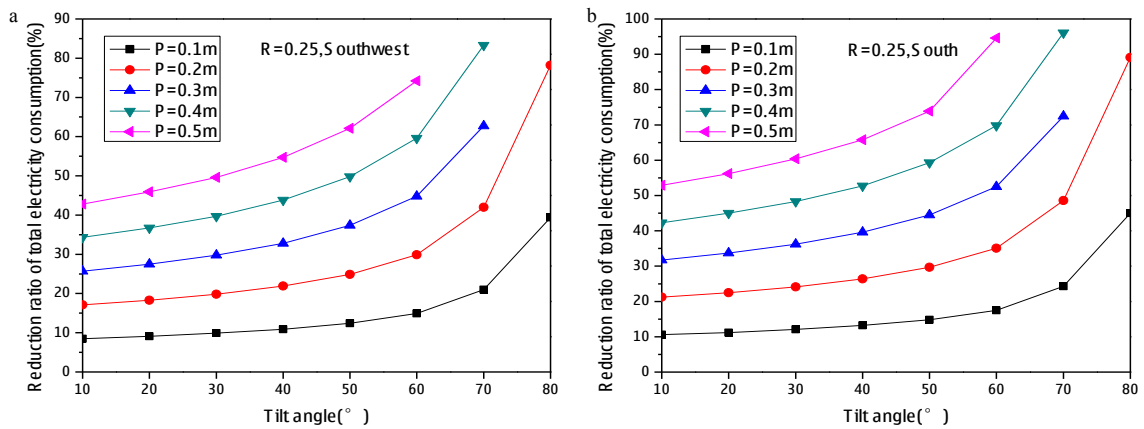 a
Reduction ratio of total electricity consumption(%)
90
80
70
60
50
40
30
20
10
0
P=0.1m
P=0.2m
P=0.3m
P=0.4m
P=0.5m
R=0.25,Southwest
10 20 30 40 50 60 70 80
Tilt angle(°)
b
Reduction ratio of total electricity consumption(%)
100
90
80
70
60
50
40
30
20
10
0
P=0.1m
P=0.2m
P=0.3m
P=0.4m
P=0.5m
R=0.25,South
10 20 30 40 50 60 70 80
Tilt angle(°)